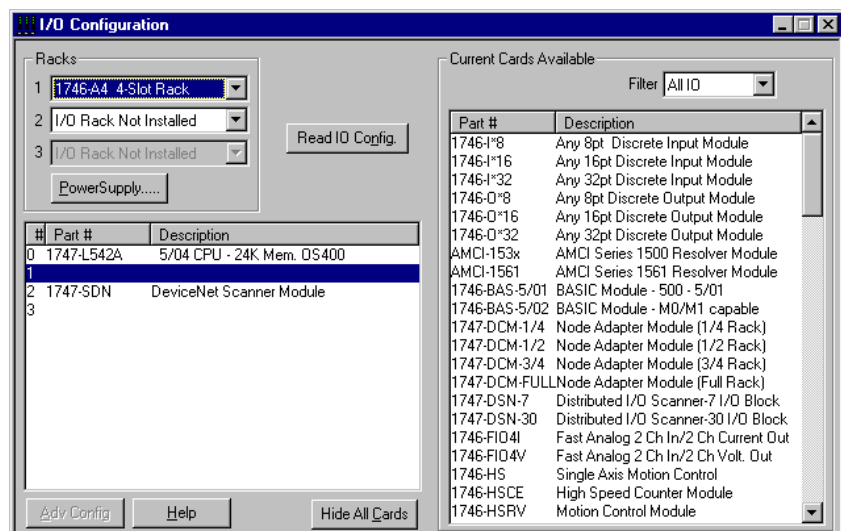 I/O Configuration
Racks
1 1746-A4 4-Slot Rack
2 I/O Rack Not Installed
3 I/O Rack Not Installed
PowerSupply.....
Read IO Config.
# Part # Description
0 1747-L542A 5/04 CPU - 24K Mem. OS400
1
2 1747-SDN DeviceNet Scanner Module
3
Adv Config
Help
Hide All Cards
Current Cards Available
Filter All IO
Part # Description
1746-I*8 Any 8pt Discrete Input Module
1746-I*16 Any 16pt Discrete Input Module
1746-I*32 Any 32pt Discrete Input Module
1746-O*8 Any 8pt Discrete Output Module
1746-O*16 Any 16pt Discrete Output Module
1746-O*32 Any 32pt Discrete Output Module
AMCI-153x AMCI Series 1500 Resolver Module
AMCI-1561 AMCI Series 1561 Resolver Module
1746-BAS-5/01 BASIC Module - 500 - 5/01
1746-BAS-5/02 BASIC Module - M0/M1 capable
1747-DCM-1/4 Node Adapter Module (1/4 Rack)
1747-DCM-1/2 Node Adapter Module (1/2 Rack)
1747-DCM-3/4 Node Adapter Module (3/4 Rack)
1747-DCM-FULL Node Adapter Module (Full Rack)
1747-DSN-7 Distributed I/O Scanner-7 I/O Block
1747-DSN-30 Distributed I/O Scanner-30 I/O Block
1746-FIO4I Fast Analog 2 Ch In/2 Ch Current Out
1746-FIO4V Fast Analog 2 Ch In/2 Ch Volt. Out
1746-HS Single Axis Motion Control
1746-HSCE High Speed Counter Module
1746-HSRV Motion Control Module